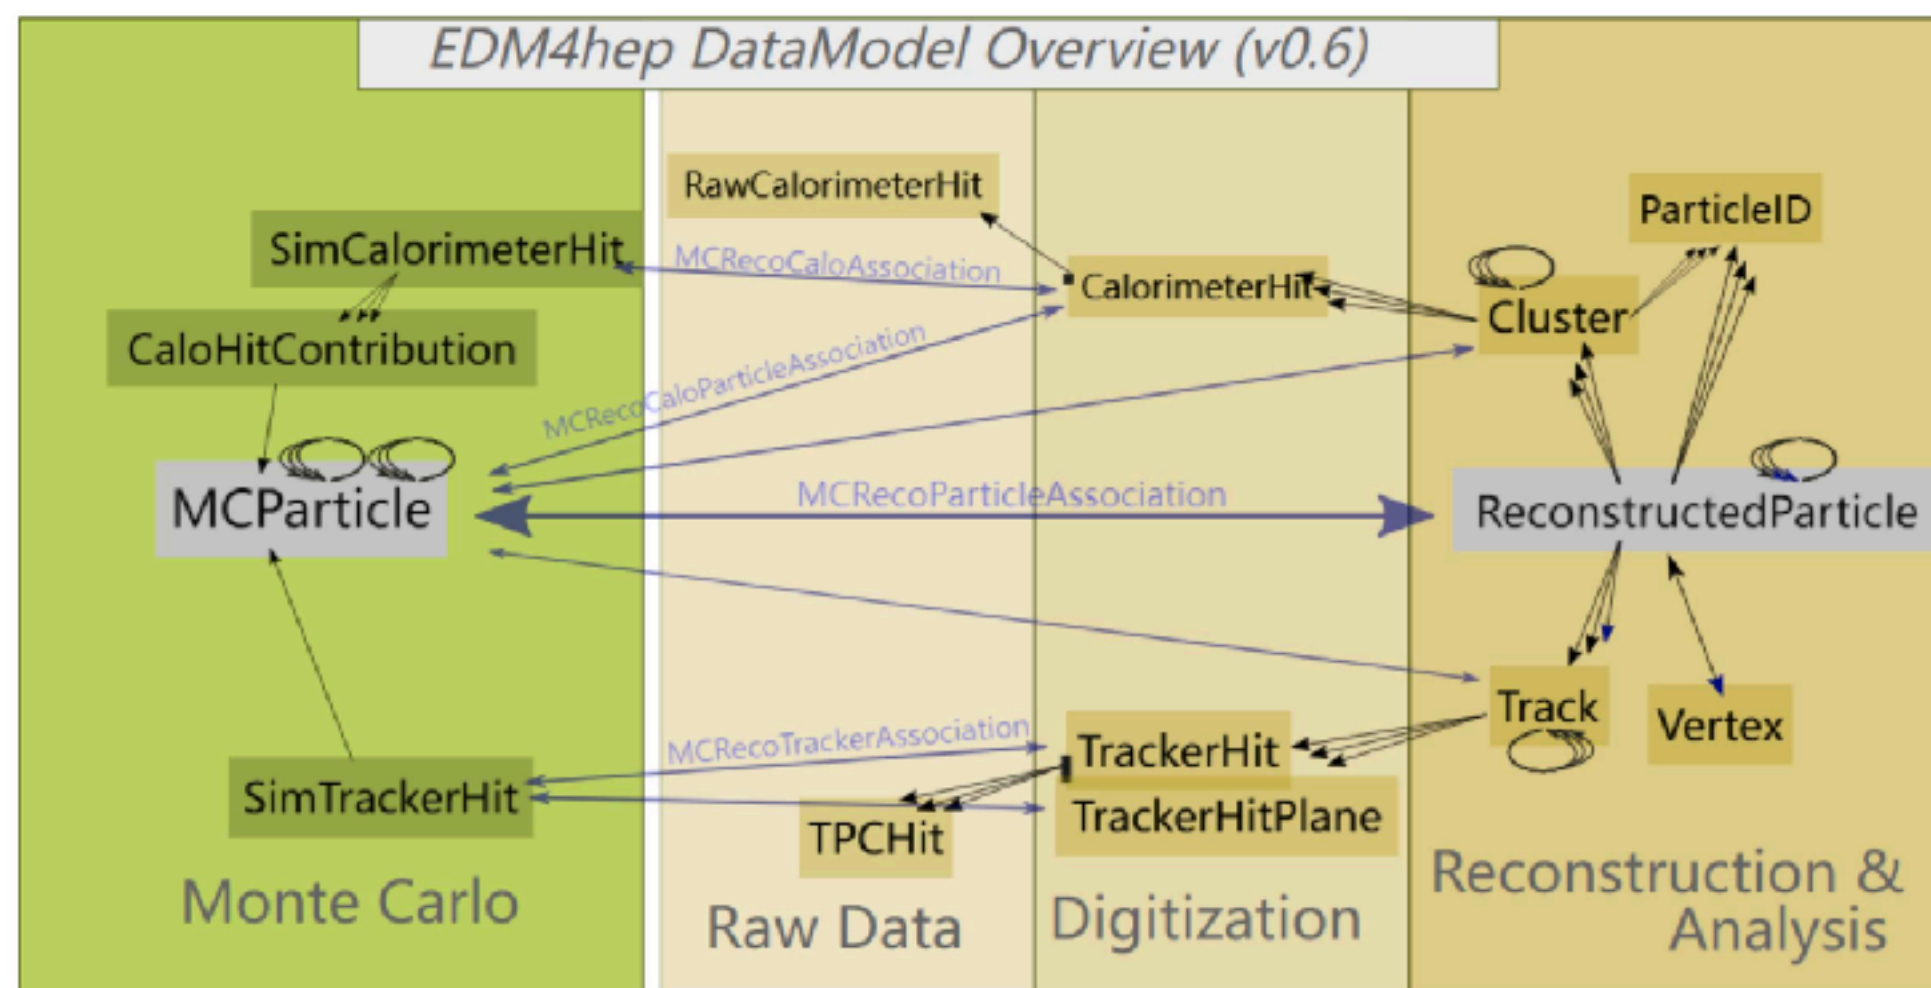 EDM4hep DataModel Overview (v0.6)
RawCalorimeterHit
ParticleID
SimCalorimeterHit
MCRecoCaloAssociation
CalorimeterHit
Cluster
CaloHitContribution
MCRecoCaloParticleAssociation
MCParticle
MCRecoParticleAssociation
ReconstructedParticle
Track
Vertex
MCRecoTrackerAssociation
TrackerHit
SimTrackerHit
TPCHit
TrackerHitPlane
Monte Carlo
Raw Data
Digitization
Reconstruction &
Analysis